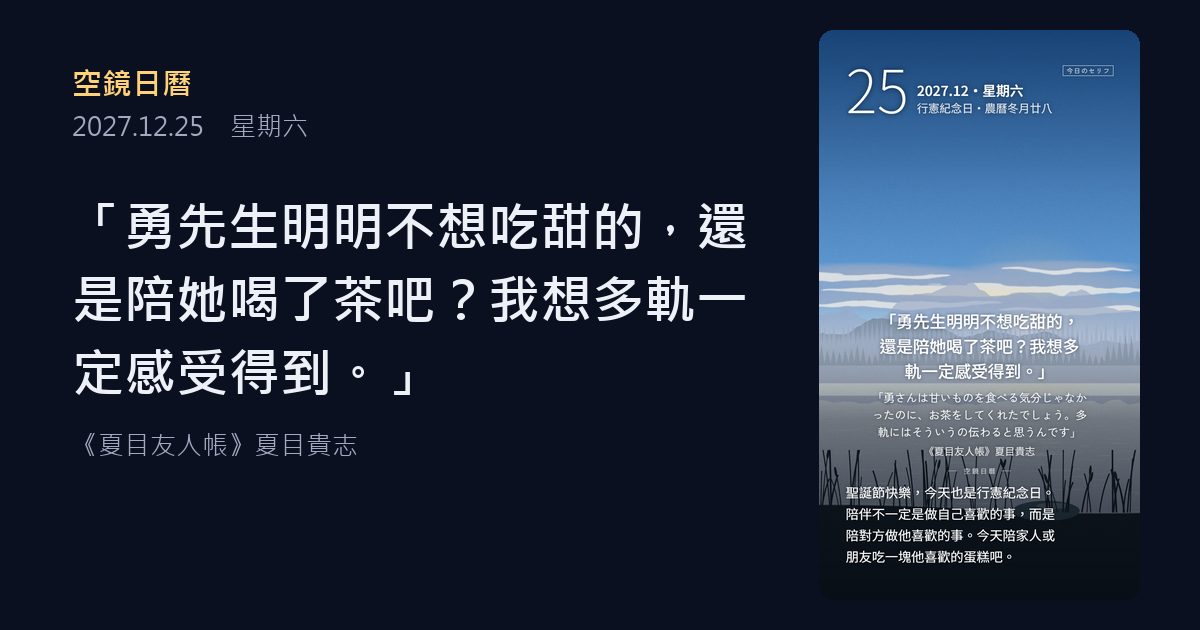 空鏡日曆
2027.12.25 星期六
「勇先生明明不想吃甜的，還
是陪她喝了茶吧？我想多軌一
定感受得到。」
《夏目友人帳》夏目貴志
今日のセリフ
25
2027.12・星期六
行憲紀念日・農曆冬月廿八
「勇先生明明不想吃甜的，
還是陪她喝了茶吧？我想多
軌一定感受得到。」
「勇さんは甘いものを食べる気分じゃなか
ったのに、お茶をしてくれたでしょう。多
軌にはそういうの伝わると思うんです」
《夏目友人帳》夏目貴志
— 空鏡日曆 —
聖誕節快樂，今天也是行憲紀念日。
陪伴不一定是做自己喜歡的事，而是
陪對方做他喜歡的事。今天陪家人或
朋友吃一塊他喜歡的蛋糕吧。